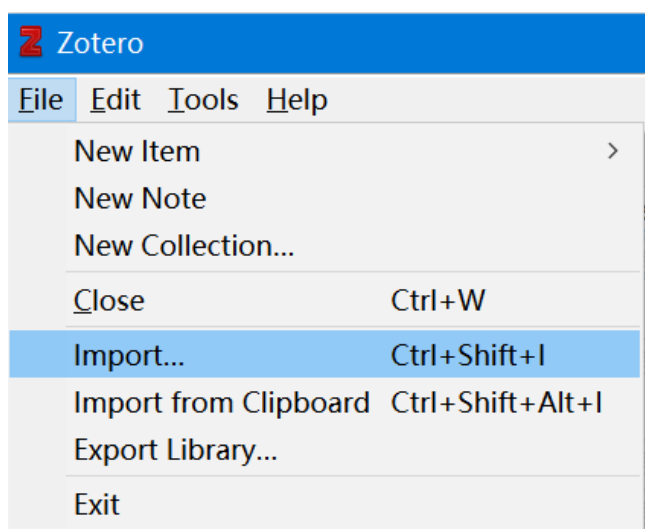 Z Zotero
File Edit Tools Help
New Item >
New Note
New Collection...
Close Ctrl+W
Import... Ctrl+Shift+I
Import from Clipboard Ctrl+Shift+Alt+I
Export Library...
Exit